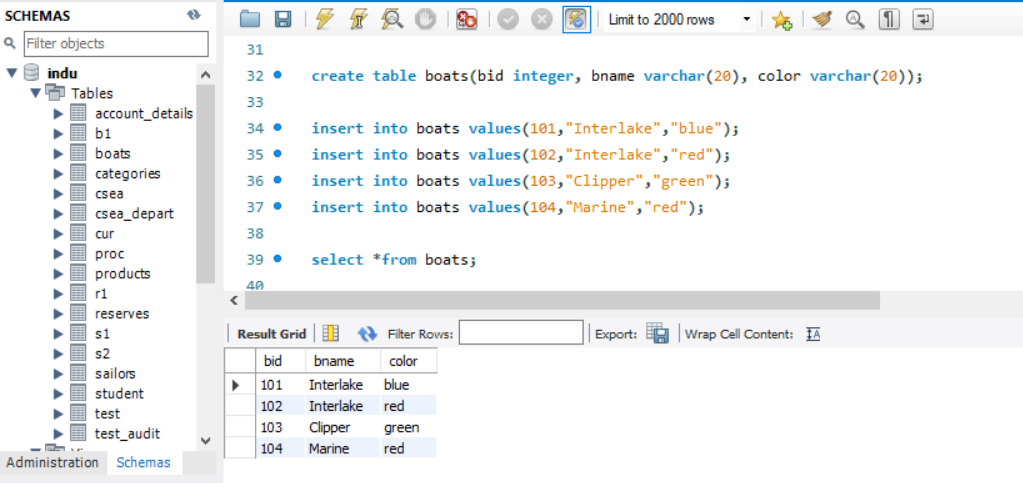 SCHEMAS
Filter objects
indu
Tables
account_details
b1
boats
categories
csea
csea_depart
cur
proc
products
r1
reserves
s1
s2
sailors
student
test
test_audit
Administration Schemas
Limit to 2000 rows
31
32 create table boats(bid integer, bname varchar(20), color varchar(20));
33
34 insert into boats values(101,"Interlake","blue");
35 insert into boats values(102,"Interlake","red");
36 insert into boats values(103,"Clipper","green");
37 insert into boats values(104,"Marine","red");
38
39 select *from boats;
40
Result Grid Filter Rows: Export: Wrap Cell Content: IA
bid bname color
101 Interlake blue
102 Interlake red
103 Clipper green
104 Marine red